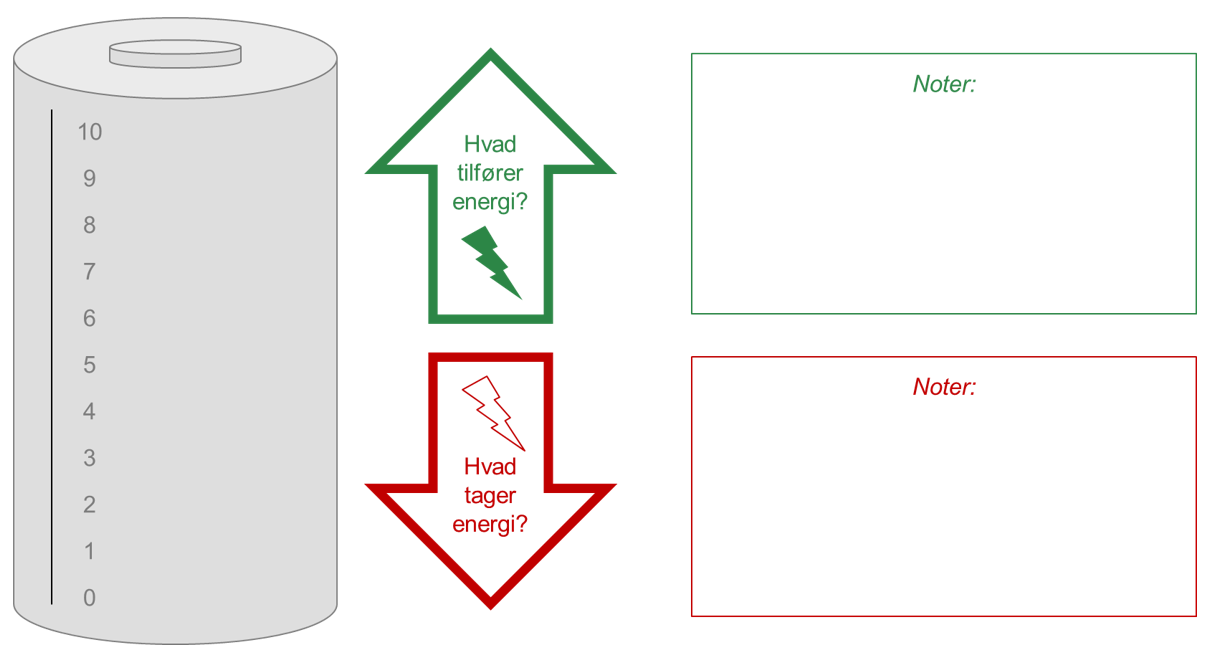 10
9
8
7
6
5
4
3
2
1
0
Hvad
tilfører
energi?
Noter:
Hvad
tager
energi?
Noter: